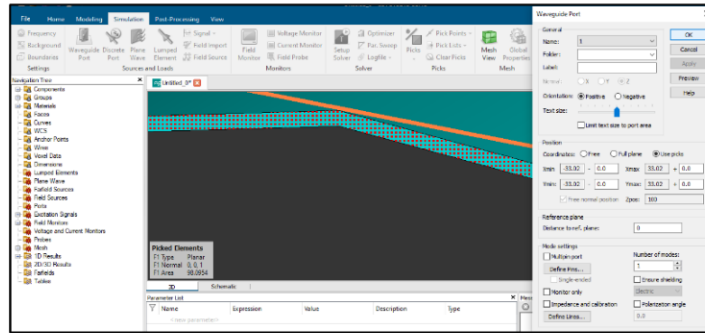 File Home Modeling Simulation Post-Processing View
Frequency
Background
Boundaries
Settings
Waveguide Port
Discrete Port
Plane Wave
Lumped Element
Signal
Field Import
Field Source
Sources and Loads
Field Monitor
Voltage Monitor
Current Monitor
Field Probe
Monitors
Setup Solver
Optimizer
Par. Sweep
Logfile
Solver
Picks
Pick Points
Pick Lists
Clear Picks
Picks
Mesh View
Global Properties
Mesh
Navigation Tree
Components
Groups
Materials
Faces
Curves
WCS
Anchor Points
Wires
Voxel Data
Dimensions
Lumped Elements
Plane Wave
Farfield Sources
Field Sources
Ports
Excitation Signals
Field Monitors
Voltage and Current Monitors
Probes
Mesh
1D Results
2D/3D Results
Farfields
Tables
Untitled_0*
Picked Elements
F1 Type Planar
F1 Normal 0, 0, 1
F1 Area 98.0954
3D Schematic
Parameter List
Name Expression Value Description Type
<new parameter>
Waveguide Port
General
Name: 1
Folder:
Label:
Normal: X Y Z
Orientation: Positive Negative
Text size:
Limit text size to port area
OK
Cancel
Apply
Preview
Help
Position
Coordinates: Free Full plane Use picks
Xmin -33.02 - 0.0 Xmax 33.02 + 0.0
Ymin: -33.02 - 0.0 Ymax: 33.02 + 0.0
Free normal position Zpos: 100
Reference plane
Distance to ref. plane: 0
Mode settings
Multipin port
Define Pins...
Single-ended
Monitor only
Impedance and calibration
Define Lines...
Number of modes:
1
Ensure shielding
Electric
Polarization angle
0.0